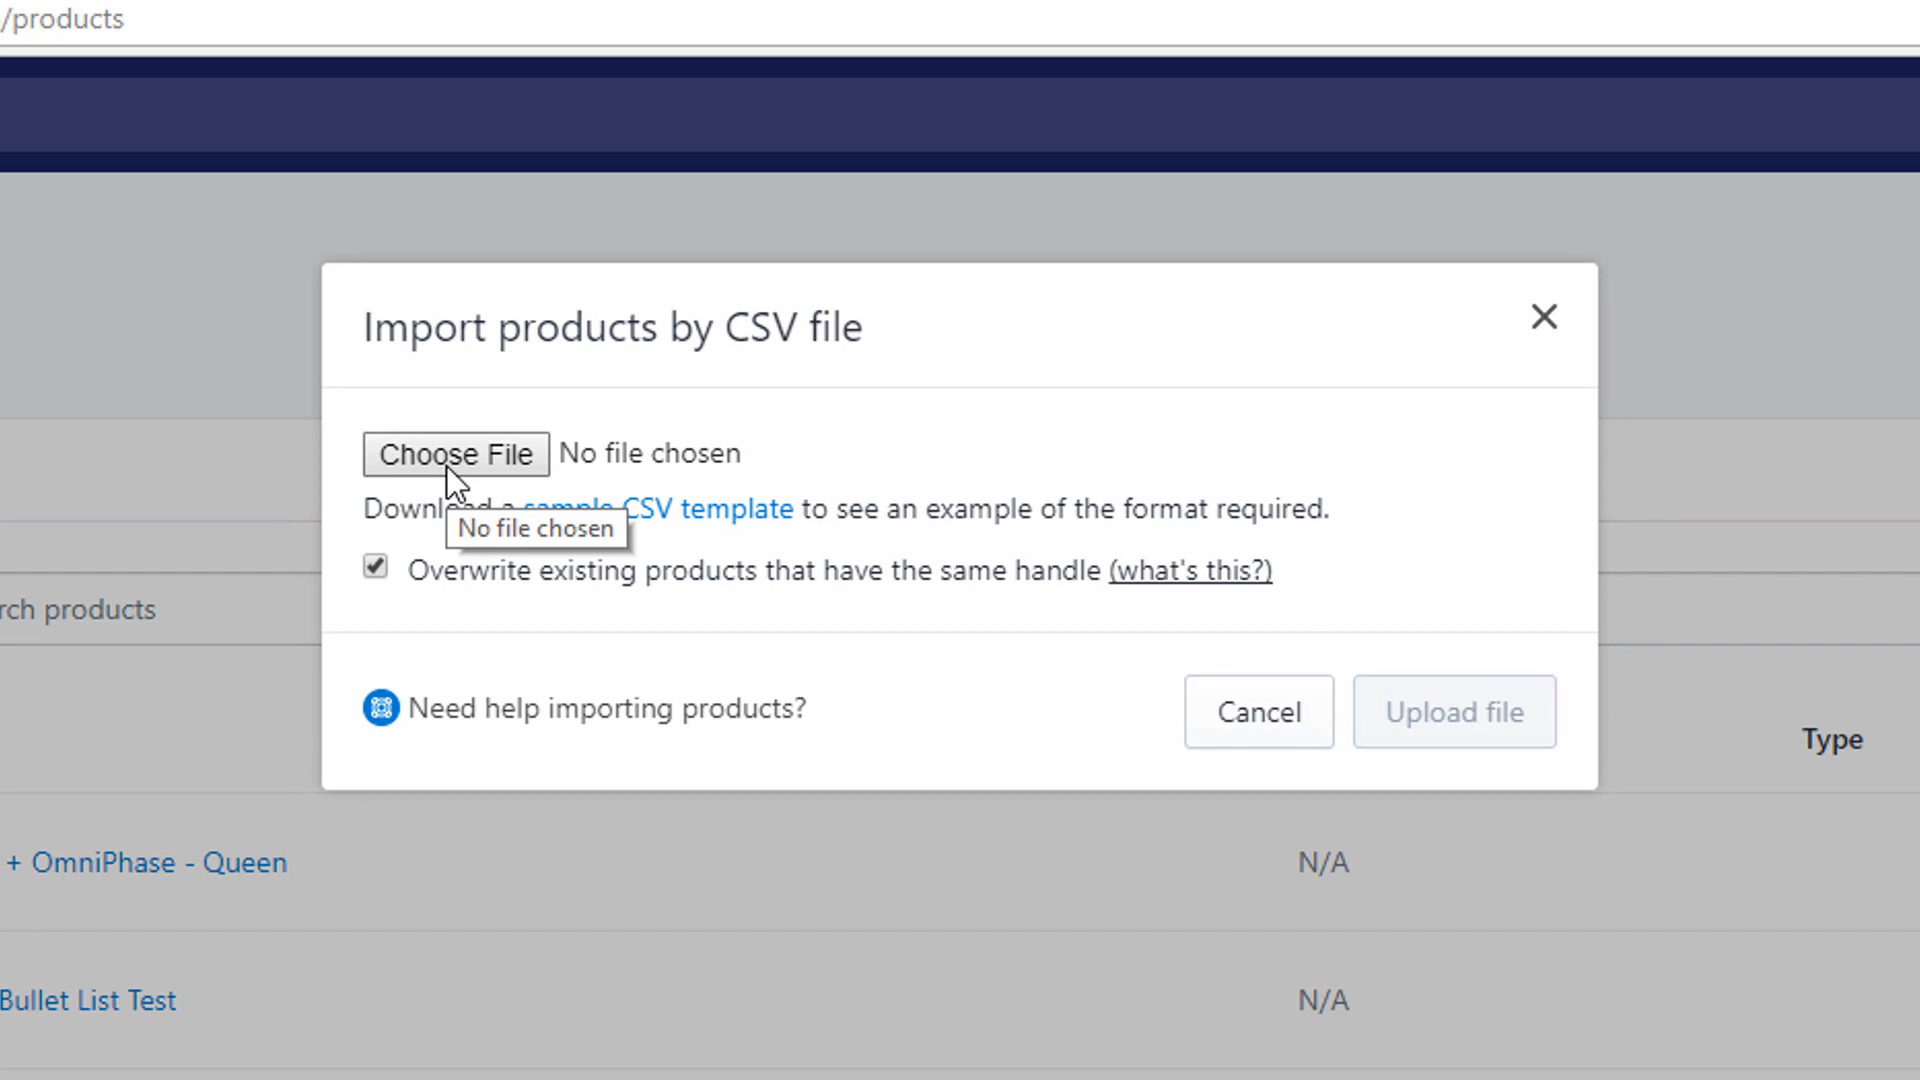 /products
Import products by CSV file
Choose File No file chosen
Download a sample CSV template to see an example of the format required.
No file chosen
Overwrite existing products that have the same handle (what's this?)
rch products
Need help importing products?
Cancel
Upload file
Type
+ OmniPhase - Queen
N/A
Bullet List Test
N/A